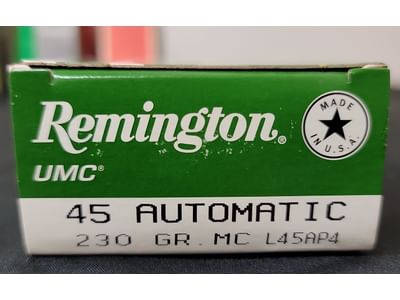 Remington®
MADE
IN U.S.A.
UMC®
45 AUTOMATIC
230 GR. MC L45AP4